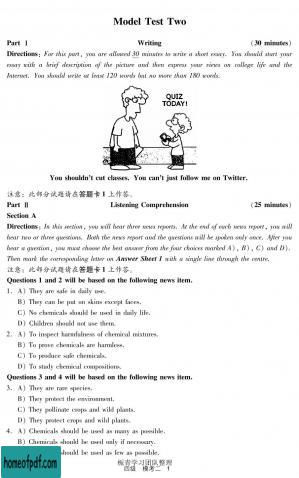 Model Test Two
Part Ⅰ Writing (30 minutes)
Directions: For this part, you are allowed 30 minutes to write a short essay. You should start your
essay with a brief description of the picture and then express your views on college life and the
Internet. You should write at least 120 words but no more than 180 words.
QUIZ
TODAY!
You shouldn't cut classes. You can't just follow me on Twitter.
注意：此部分试题请在答题卡1上作答。
Part Ⅱ Listening Comprehension (25 minutes)
Section A
Directions: In this section, you will hear three news reports. At the end of each news report, you will
hear two or three questions. Both the news report and the questions will be spoken only once. After you
hear a question, you must choose the best answer from the four choices marked A), B), C) and D).
Then mark the corresponding letter on Answer Sheet 1 with a single line through the centre.
注意：此部分试题请在答题卡1上作答。
Questions 1 and 2 will be based on the following news item.
1. A) They are safe in daily use.
B) They can be put on skins except faces.
C) No chemicals should be used in daily life.
D) Children should not use them.
2. A) To inspect harmfulness of chemical mixtures.
B) To prove chemicals are harmless.
C) To produce safe chemicals.
D) To study chemical compositions.
Questions 3 and 4 will be based on the following news item.
3. A) They are rare species.
B) They protect the environment.
C) They pollinate crops and wild plants.
D) They protect crops and wild plants.
4. A) Chemicals should be used as many as possible.
B) Chemicals should be used only if necessary.
should be used as few as possible.
板青学习团队整理
四级 模考二 1
homeofpdf.com